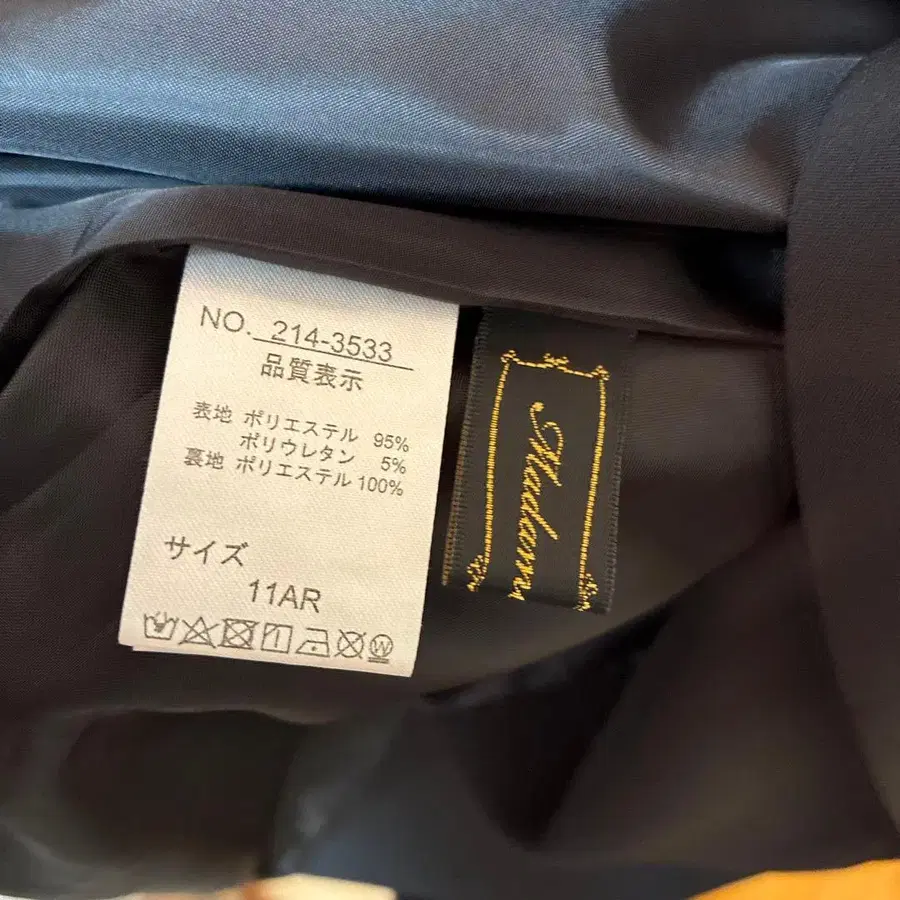 NO. 214-3533
品質表示
表地 ポリエステル 95%
ポリウレタン 5%
裏地 ポリエステル 100%
サイズ
11AR
W
Madam